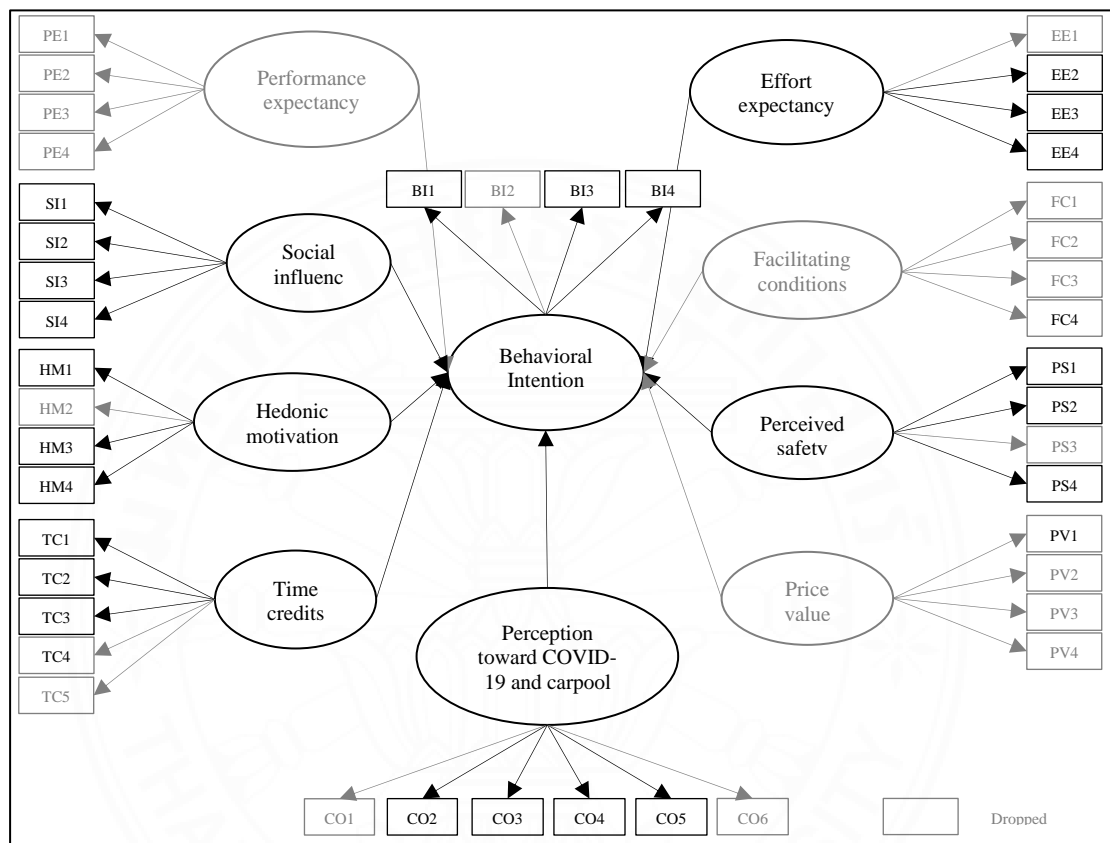 PE1
PE2
PE3
PE4
Performance
expectancy
Effort
expectancy
EE1
EE2
EE3
EE4
BI1
BI2
BI3
BI4
SI1
SI2
SI3
SI4
Social
influenc
Facilitating
conditions
FC1
FC2
FC3
FC4
Behavioral
Intention
HM1
HM2
HM3
HM4
Hedonic
motivation
Perceived
safetv
PS1
PS2
PS3
PS4
TC1
TC2
TC3
TC4
TC5
Time
credits
Price
value
PV1
PV2
PV3
PV4
Perception
toward COVID-
19 and carpool
CO1
CO2
CO3
CO4
CO5
CO6
Dropped